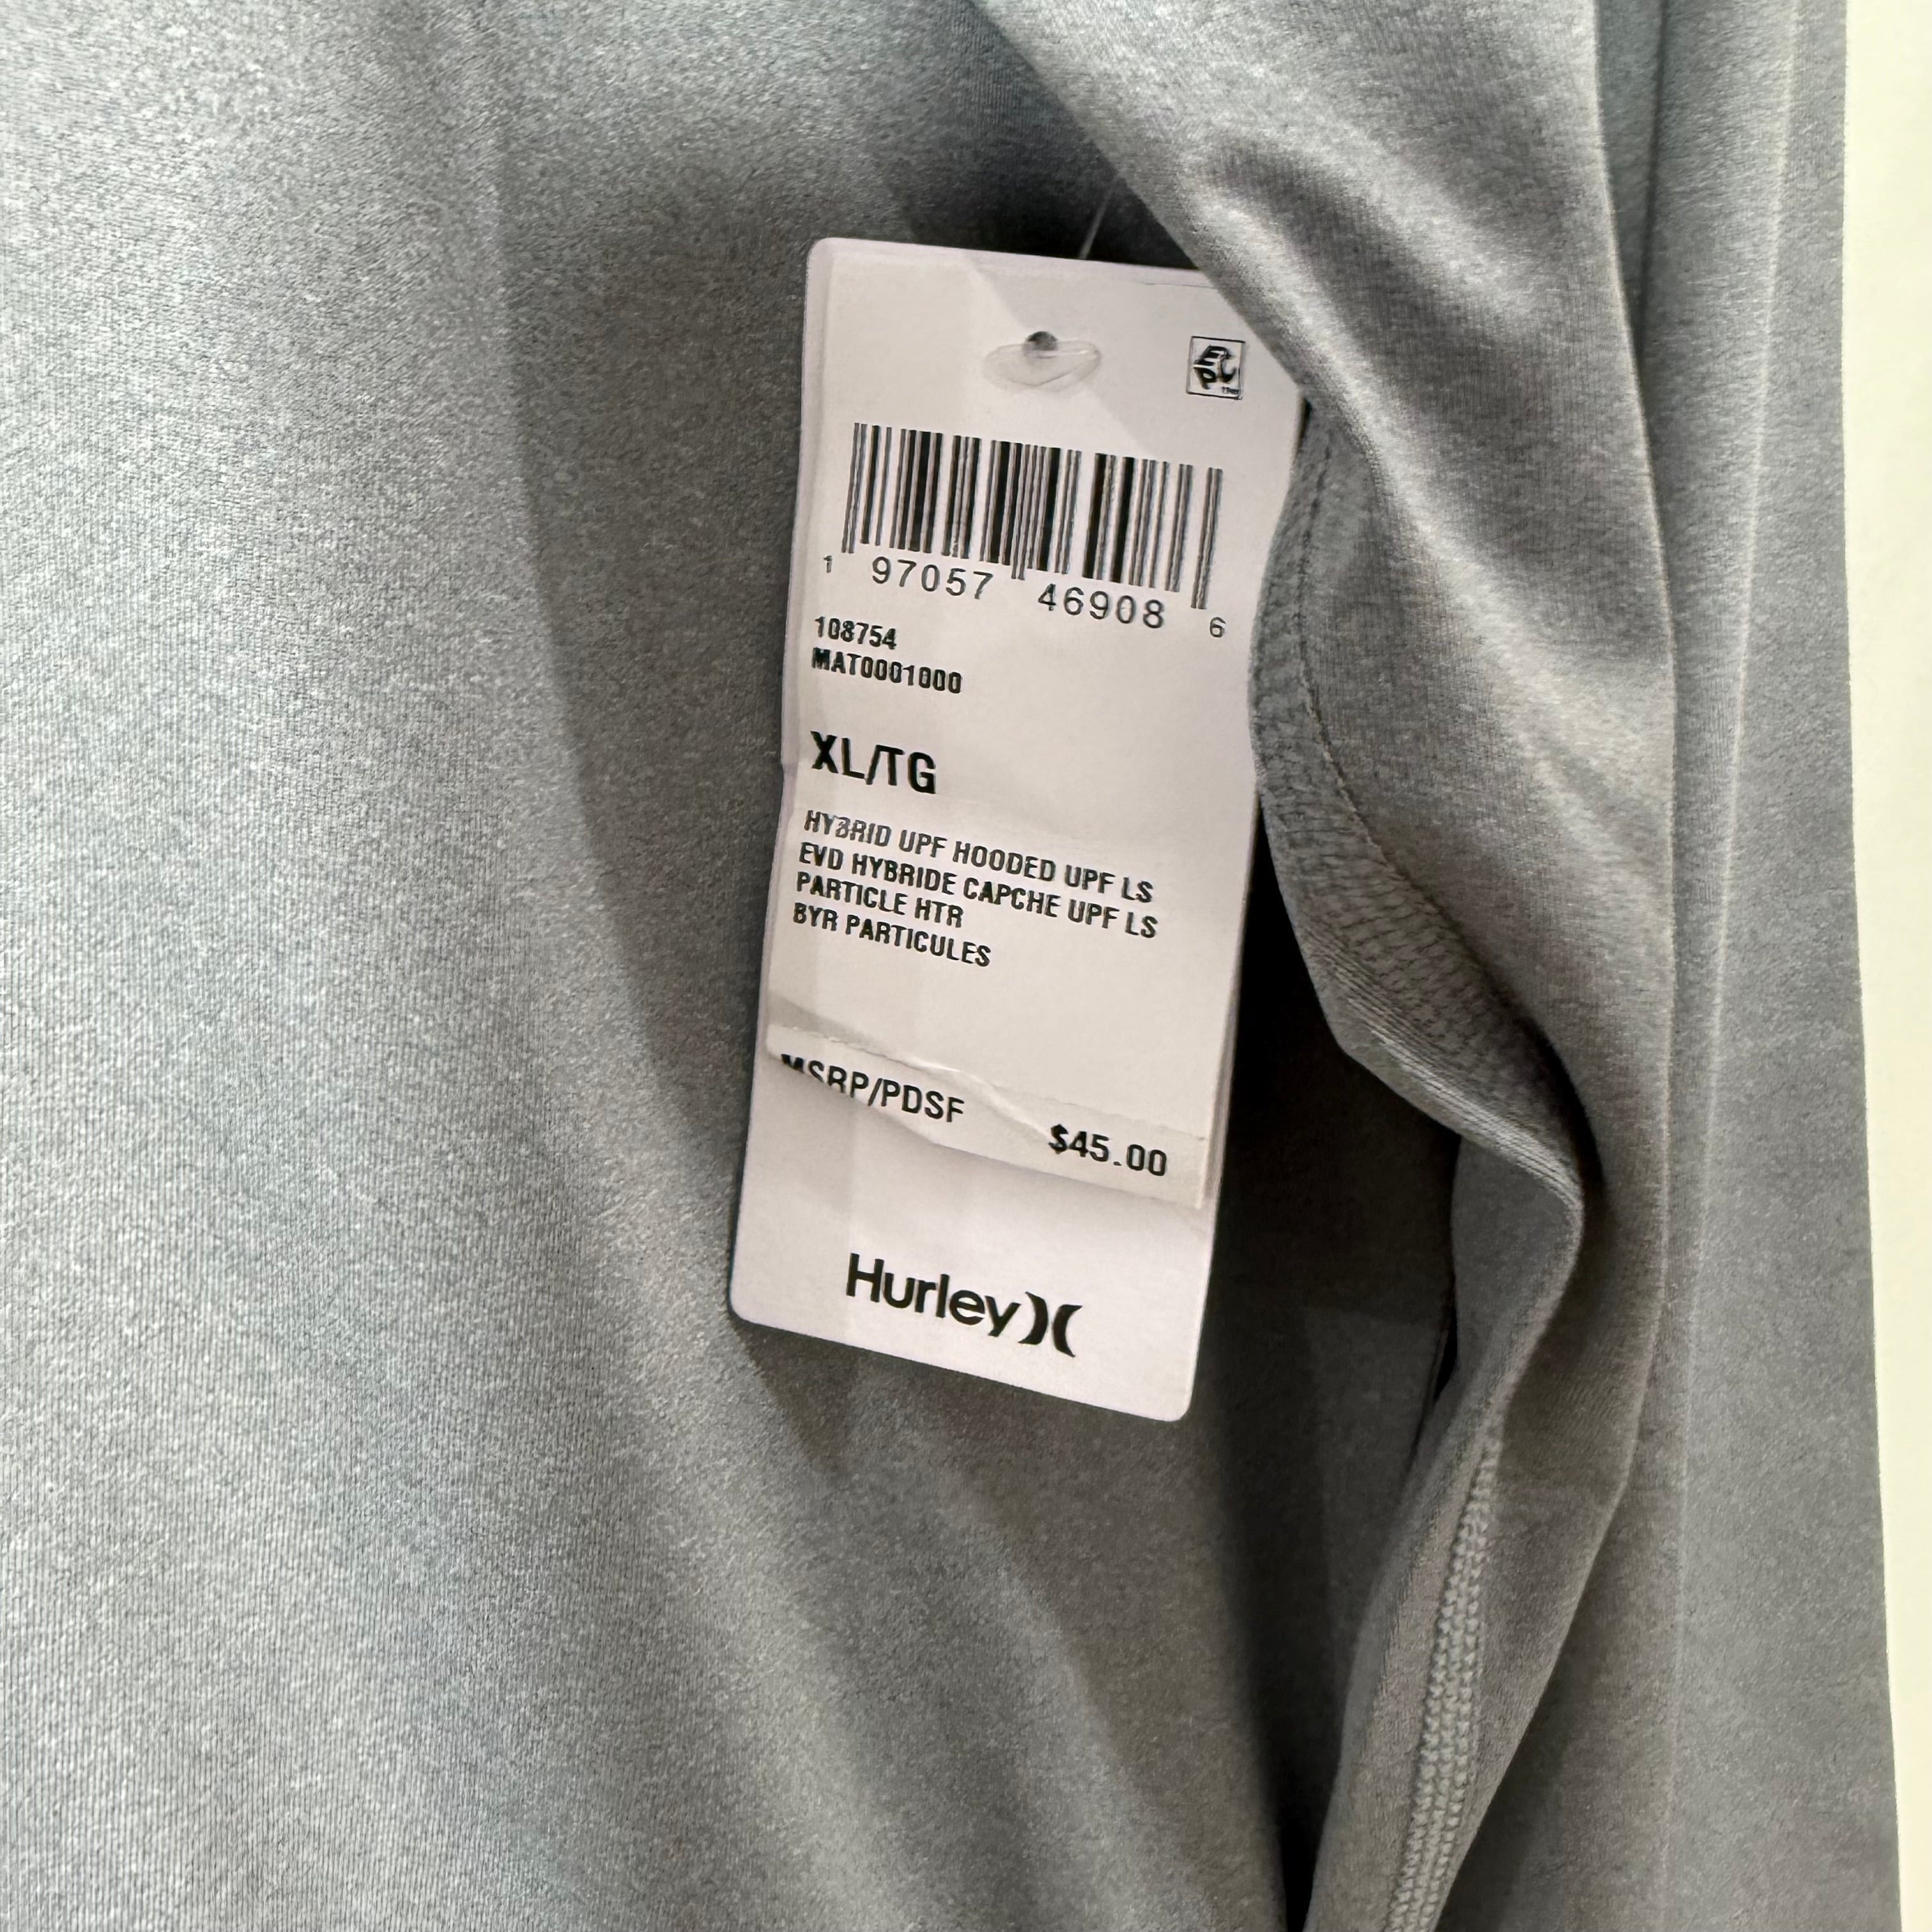 EPC
1 97057 46908 6
108754
MAT0001000
XL/TG
HYBRID UPF HOODED UPF LS
EVD HYBRIDE CAPCHE UPF LS
PARTICLE HTR
BYR PARTICULES
MSRP/PDSF $45.00
Hurley